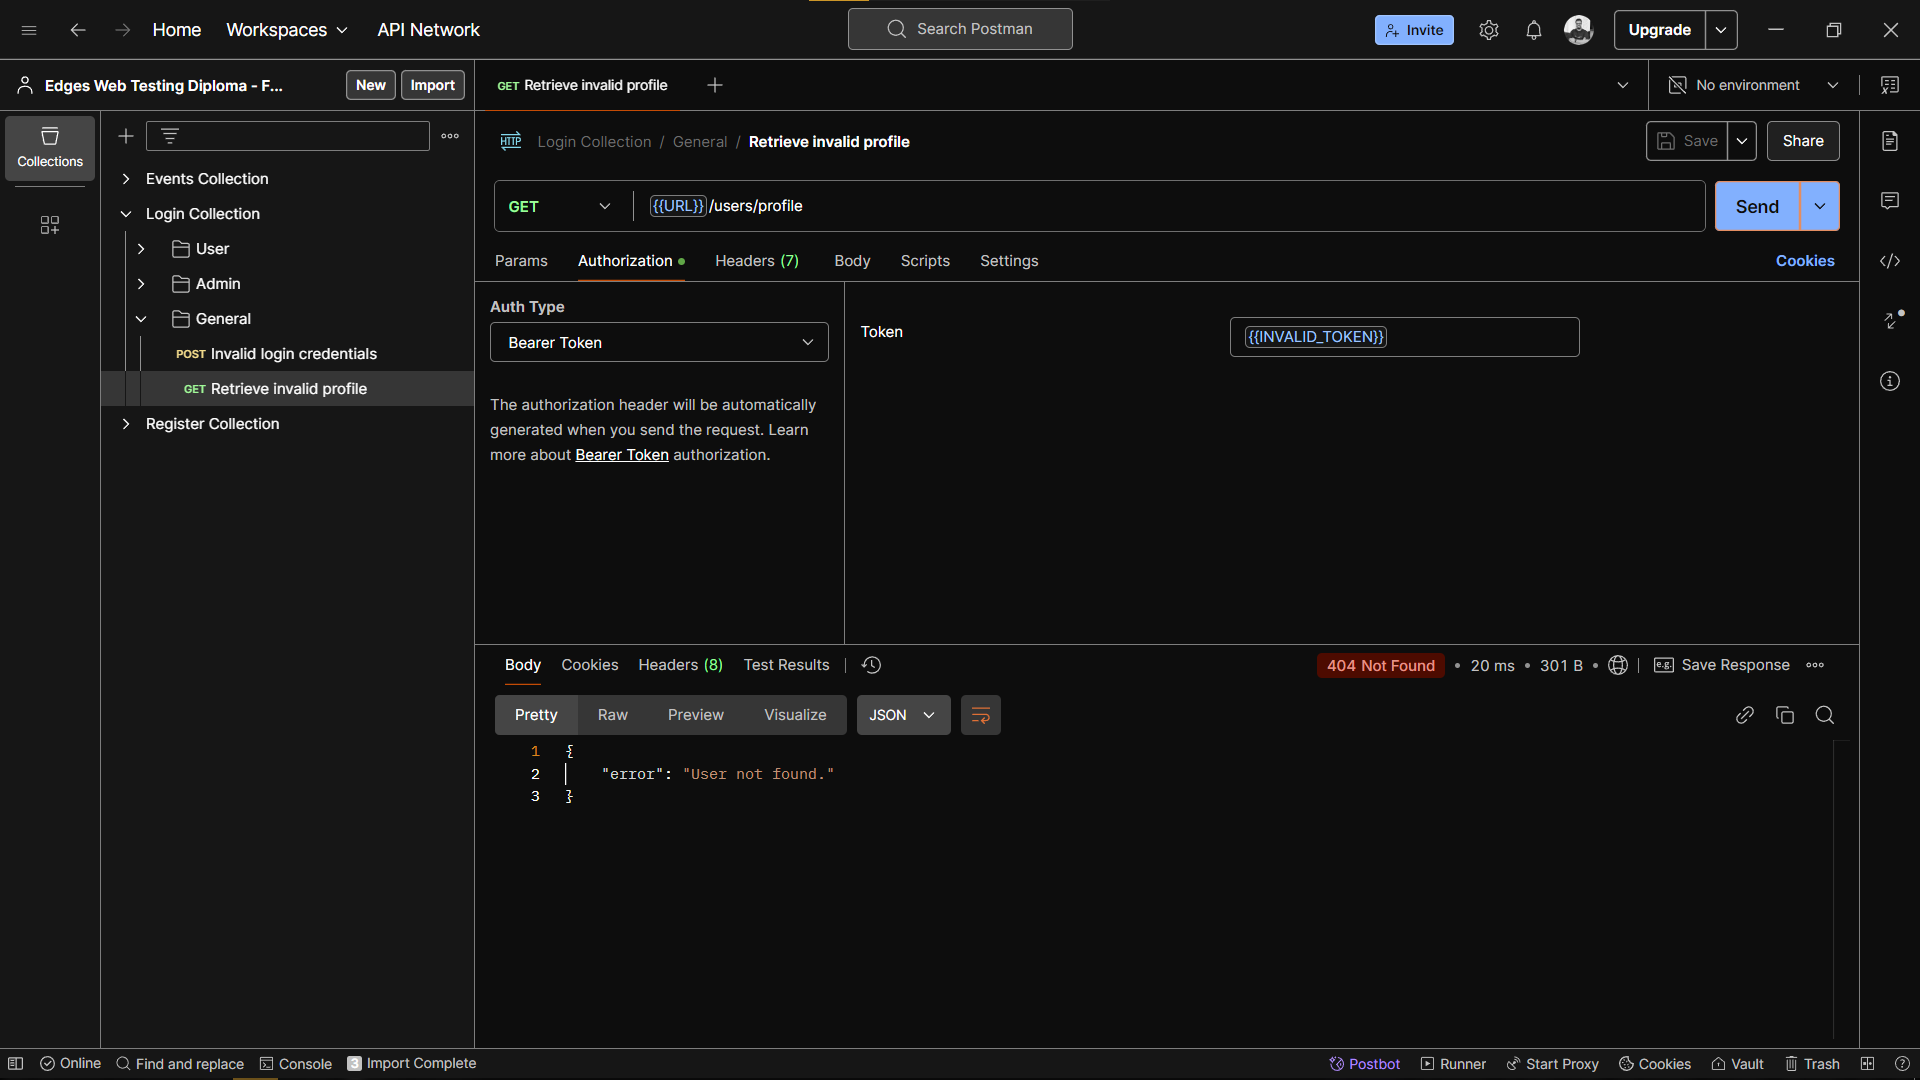 Home Workspaces API Network Search Postman Invite Upgrade
Edges Web Testing Diploma - F... New Import GET Retrieve invalid profile No environment
Collections
Events Collection
Login Collection
User
Admin
General
POST Invalid login credentials
GET Retrieve invalid profile
Register Collection
HTTP Login Collection / General / Retrieve invalid profile Save Share
GET {{URL}}/users/profile Send
Params Authorization Headers (7) Body Scripts Settings Cookies
Auth Type
Bearer Token
The authorization header will be automatically
generated when you send the request. Learn
more about Bearer Token authorization.
Token {{INVALID_TOKEN}}
Body Cookies Headers (8) Test Results 404 Not Found • 20 ms • 301 B • e.g. Save Response
Pretty Raw Preview Visualize JSON
1 {
2 "error": "User not found."
3 }
Online Find and replace Console 3 Import Complete Postbot Runner Start Proxy Cookies Vault Trash